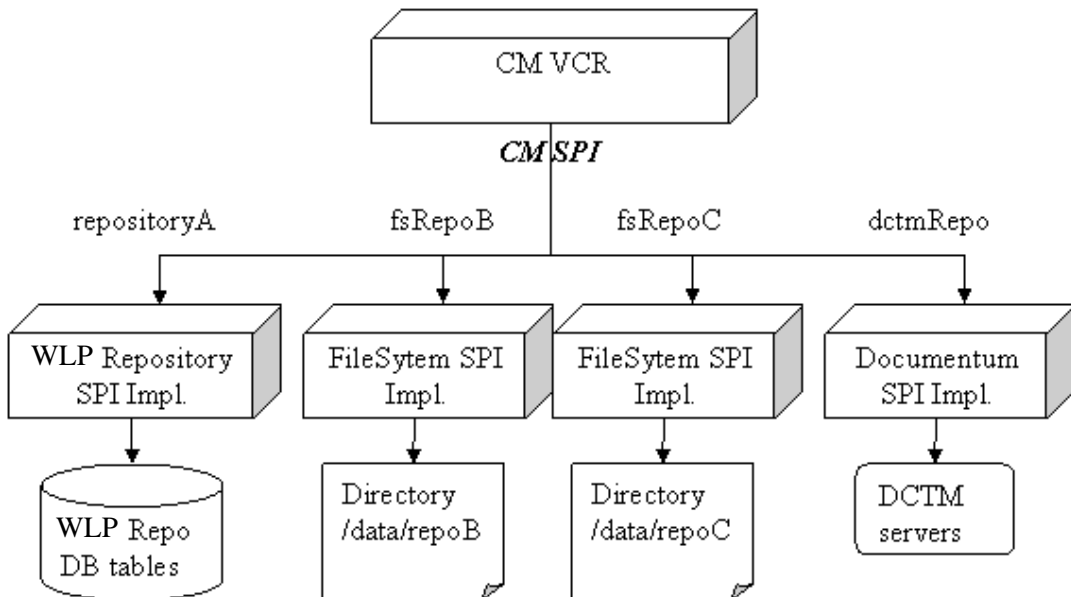 CM VCR
CM SPI
repositoryA
fsRepoB
fsRepoC
dctmRepo
WLP Repository
SPI Impl.
FileSytem SPI
Impl.
FileSytem SPI
Impl.
Documentum
SPI Impl.
WLP Repo
DB tables
Directory
/data/repoB
Directory
/data/repoC
DCTM
servers